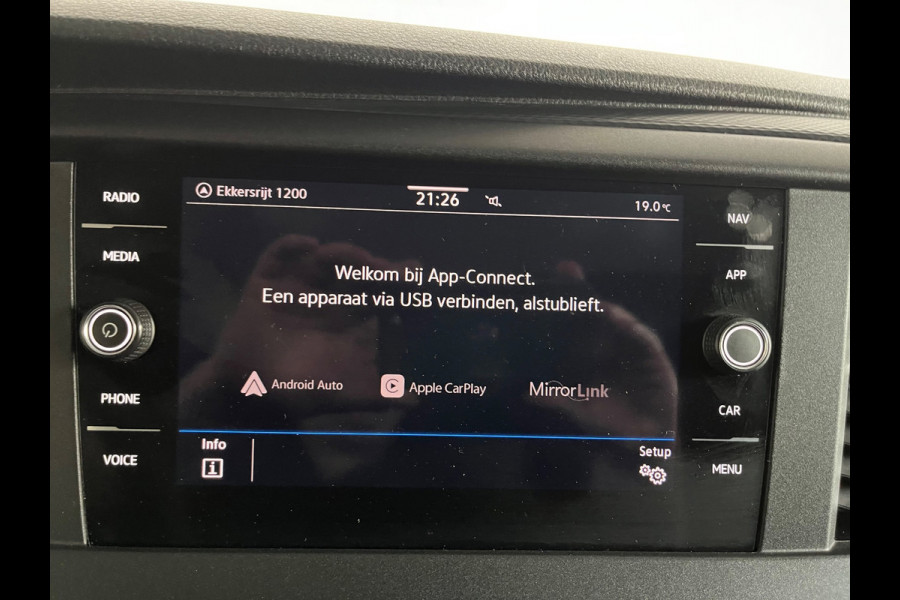 RADIO
MEDIA
PHONE
VOICE
Ekkersrijt 1200
21:26
19.0°C
Welkom bij App-Connect.
Een apparaat via USB verbinden, alstublieft.
Android Auto
Apple CarPlay
MirrorLink
Info
Setup
NAV
APP
CAR
MENU